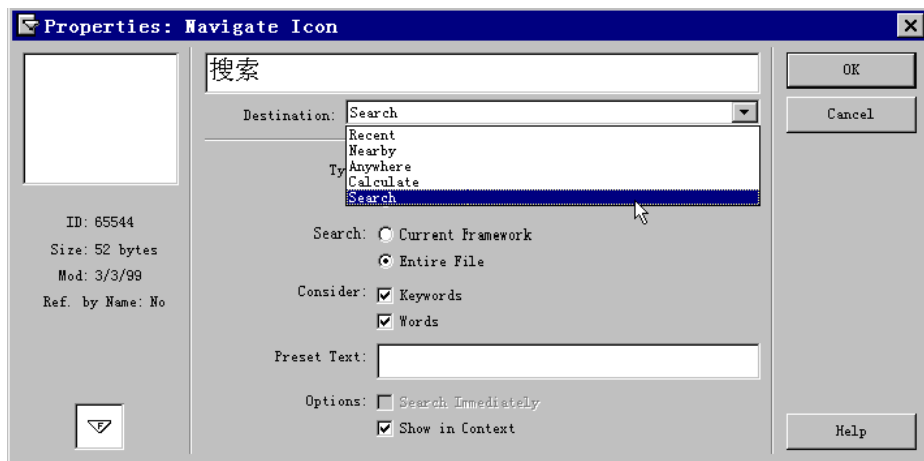 Properties: Navigate Icon
搜索
OK
Destination: Search
Cancel
Recent
Nearby
Anywhere
Ty
Calculate
Search
ID: 65544
Size: 52 bytes
Mod: 3/3/99
Ref. by Name: No
Search: Current Framework
Entire File
Consider: Keywords
Words
Preset Text:
Options: Search Immediately
Show in Context
Help